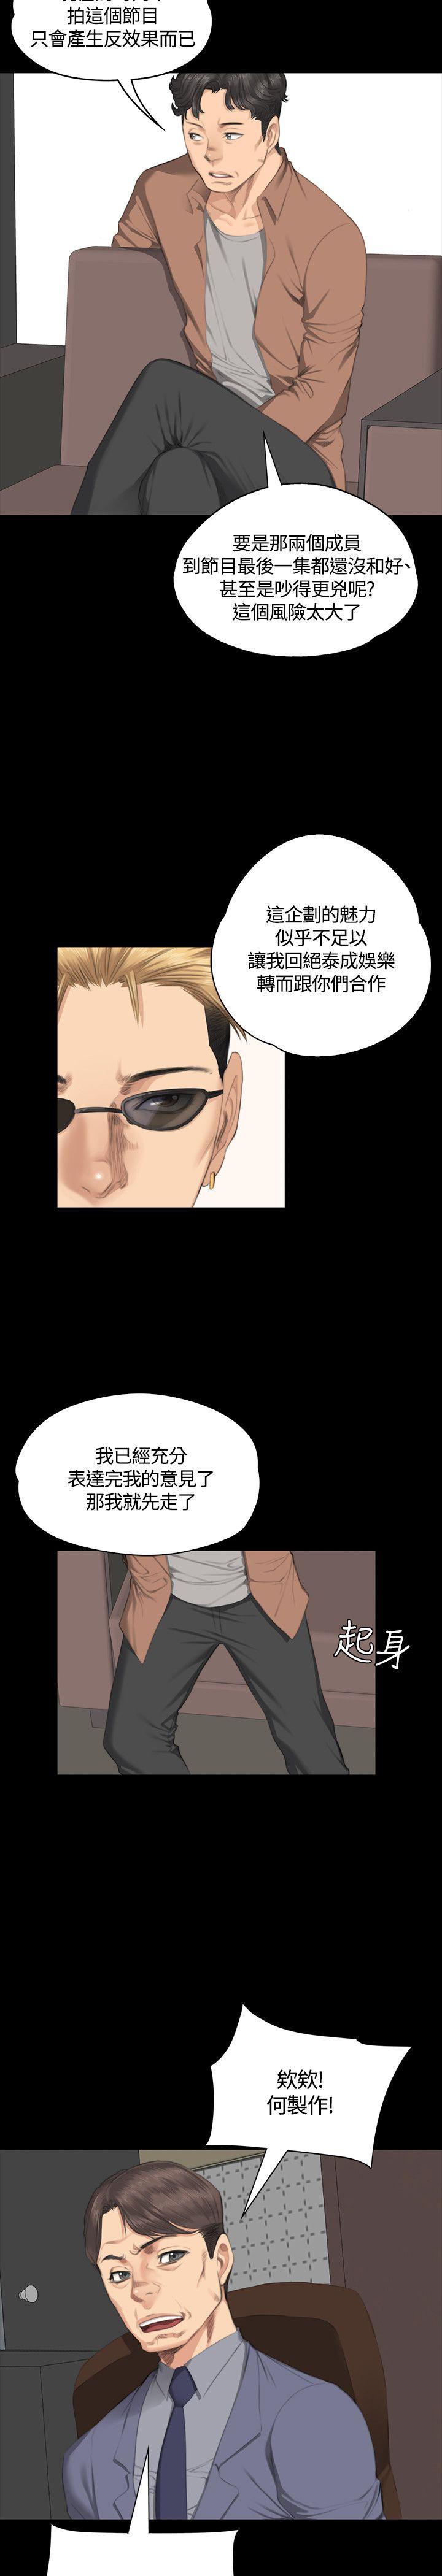 拍這個節目
只會產生反效果而已
要是那兩個成員
到節目最後一集都還沒和好、
甚至是吵得更兇呢?
這個風險太大了
這企劃的魅力
似乎不足以
讓我回絕泰成娛樂
轉而跟你們合作
我已經充分
表達完我的意見了
那我就先走了
起身
欸欸!
何製作!